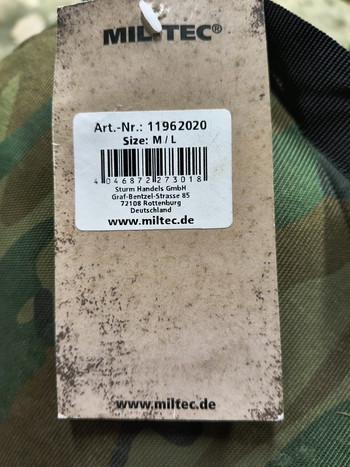 MIL-TEC®
Art.-Nr.: 11962020
Size: M / L
4 046872 273018
Sturm Handels GmbH
Graf-Bentzel-Strasse 85
72108 Rottenburg
Deutschland
www.miltec.de
www.miltec.de